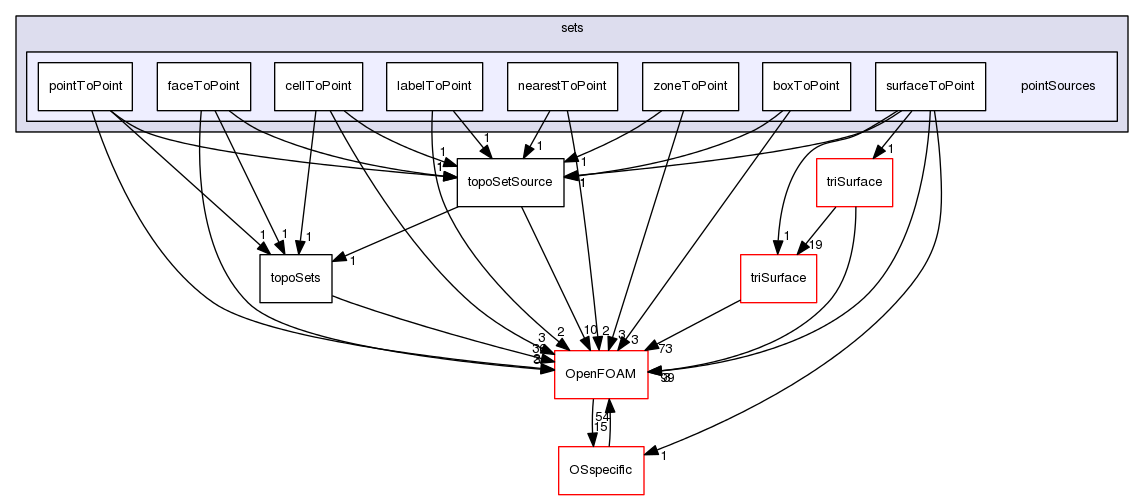 sets
pointToPoint faceToPoint cellToPoint labelToPoint nearestToPoint zoneToPoint boxToPoint surfaceToPoint pointSources
1 1 1
1 1 1
1 1
topoSetSource triSurface
1 1 1 1 1 19
topoSets triSurface
3 2 10 2 3 3 73
OpenFOAM
54
15
OSspecific 1